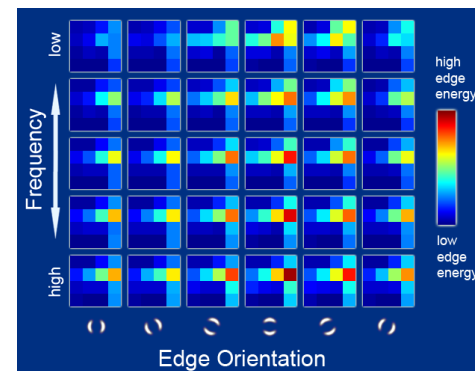 low
Frequency
high
high
edge
energy
low
edge
energy
Edge Orientation